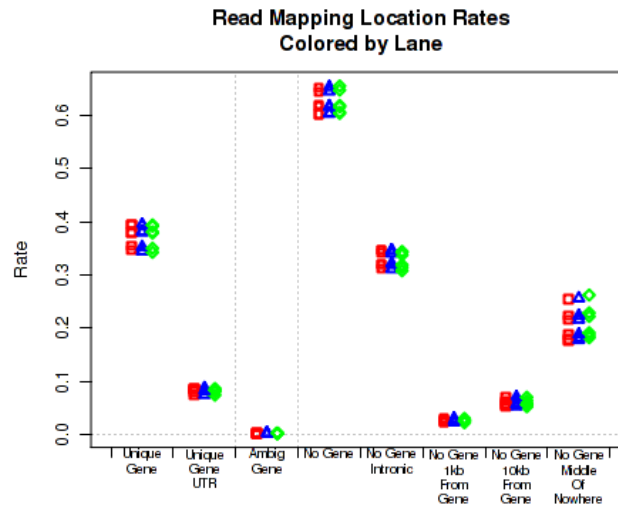 Read Mapping Location Rates
Colored by Lane
Rate
0.6
0.5
0.4
0.3
0.2
0.1
0.0
Unique
Gene
Unique
Gene
UTR
Ambig
Gene
No Gene
No Gene
Intronic
No Gene
1kb
From
Gene
No Gene
10kb
From
Gene
No Gene
Middle
Of
Nowhere